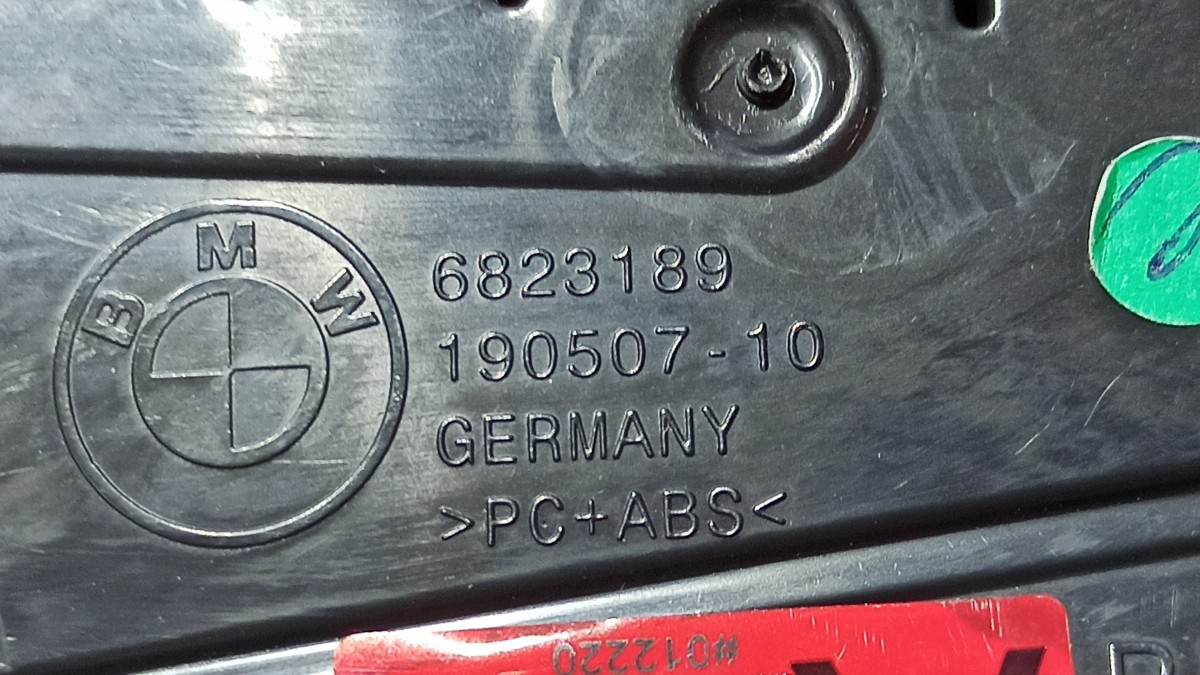 BMW
6823189
190507-10
GERMANY
>PC+ABS<
#012220